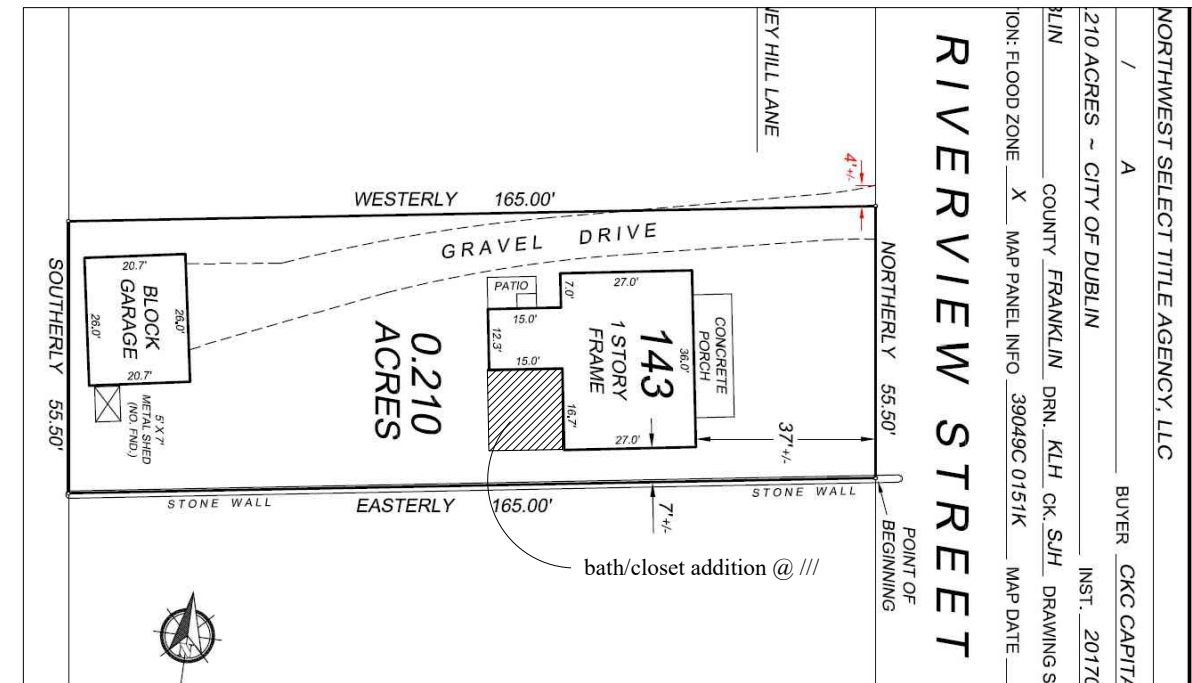 NORTHWEST SELECT TITLE AGENCY, LLC
/ A BUYER CKC CAPITA
.210 ACRES ~ CITY OF DUBLIN INST. 20170
BLIN COUNTY FRANKLIN DRN. KLH CK. SJH DRAWING S
ION: FLOOD ZONE X MAP PANEL INFO 39049C 0151K MAP DATE
RIVERVIEW STREET
NEY HILL LANE
4'+/-
WESTERLY 165.00'
GRAVEL DRIVE
NORTHERLY 55.50'
SOUTHERLY 55.50'
20.7'
BLOCK
GARAGE
26.0'
26.0'
20.7'
5' X 7'
METAL SHED
(NO. FND.)
PATIO
7.0'
27.0'
15.0'
12.3'
15.0'
143
1 STORY
FRAME
36.0'
16.7'
27.0'
CONCRETE
PORCH
37'+/-
0.210
ACRES
STONE WALL
EASTERLY 165.00'
STONE WALL
7'+/-
POINT OF
BEGINNING
bath/closet addition @ ///